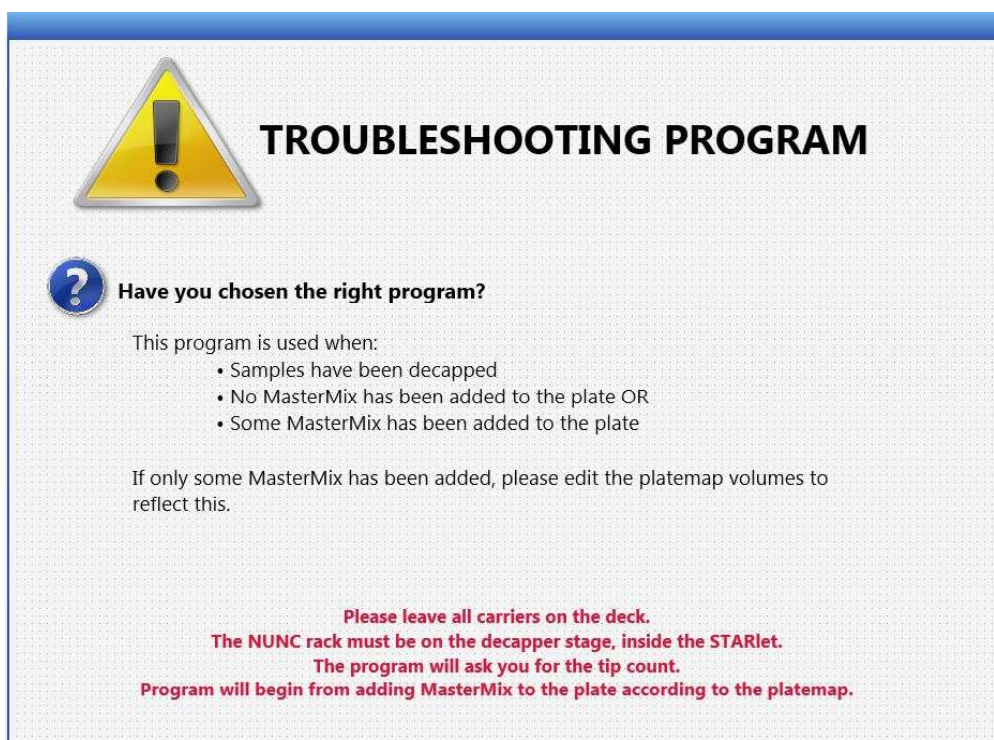 TROUBLESHOOTING PROGRAM
Have you chosen the right program?
This program is used when:
• Samples have been decapped
• No MasterMix has been added to the plate OR
• Some MasterMix has been added to the plate
If only some MasterMix has been added, please edit the platemap volumes to
reflect this.
Please leave all carriers on the deck.
The NUNC rack must be on the decapper stage, inside the STARlet.
The program will ask you for the tip count.
Program will begin from adding MasterMix to the plate according to the platemap.